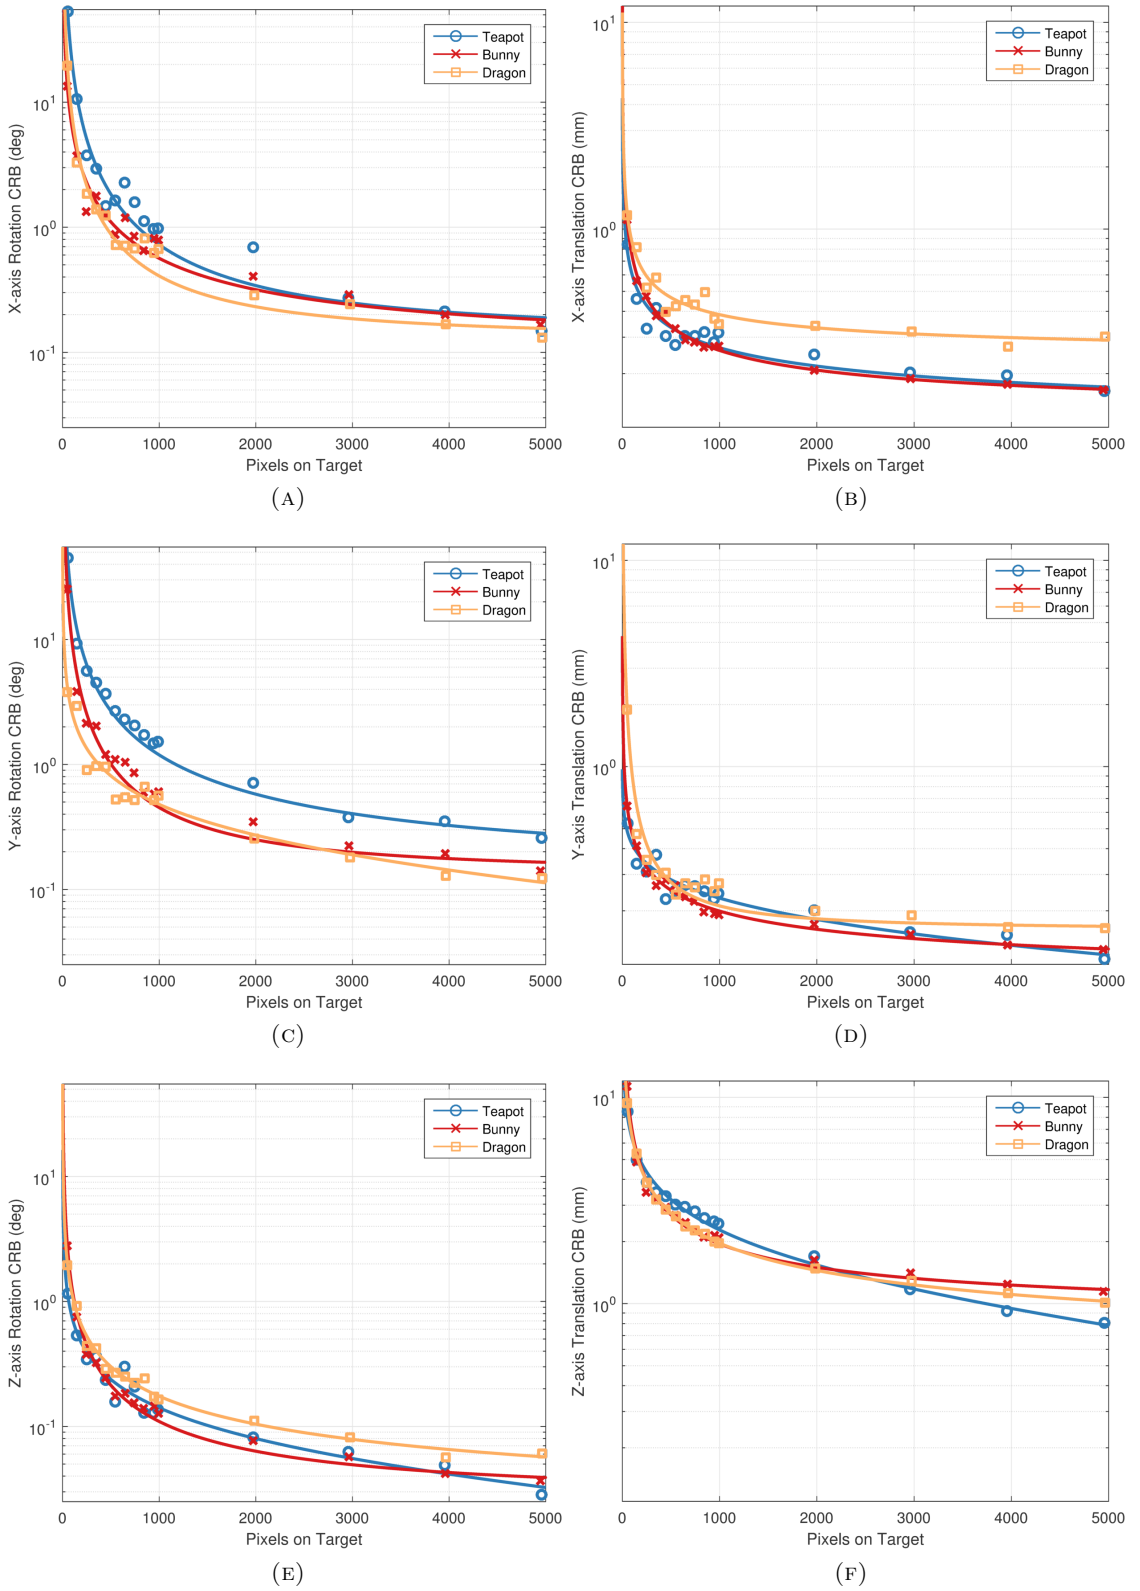 10^1
10^0
10^-1
X-axis Rotation CRB (deg)
Teapot
Bunny
Dragon
0 1000 2000 3000 4000 5000
Pixels on Target
(A)
10^1
10^0
X-axis Translation CRB (mm)
Teapot
Bunny
Dragon
0 1000 2000 3000 4000 5000
Pixels on Target
(B)
10^1
10^0
10^-1
Y-axis Rotation CRB (deg)
Teapot
Bunny
Dragon
0 1000 2000 3000 4000 5000
Pixels on Target
(C)
10^1
10^0
Y-axis Translation CRB (mm)
Teapot
Bunny
Dragon
0 1000 2000 3000 4000 5000
Pixels on Target
(D)
10^1
10^0
10^-1
Z-axis Rotation CRB (deg)
Teapot
Bunny
Dragon
0 1000 2000 3000 4000 5000
Pixels on Target
(E)
10^1
10^0
Z-axis Translation CRB (mm)
Teapot
Bunny
Dragon
0 1000 2000 3000 4000 5000
Pixels on Target
(F)